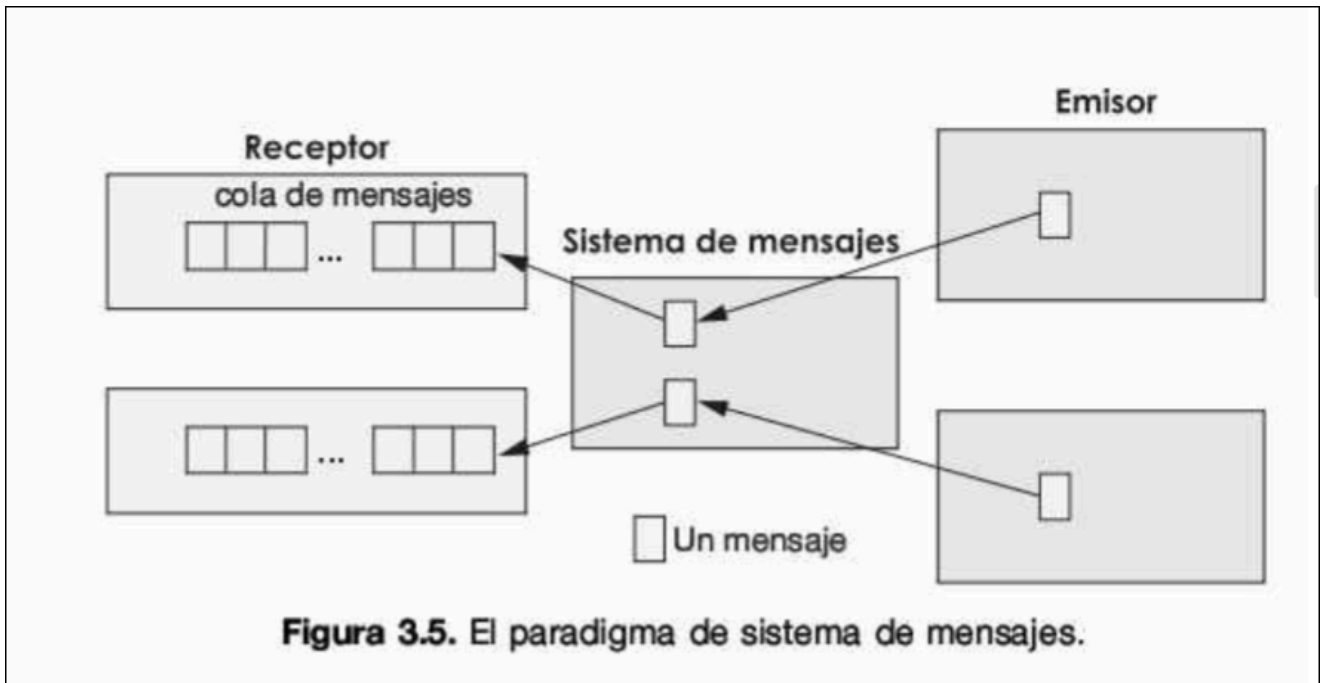 Emisor
Receptor
cola de mensajes
...
Sistema de mensajes
...
Un mensaje
Figura 3.5. El paradigma de sistema de mensajes.